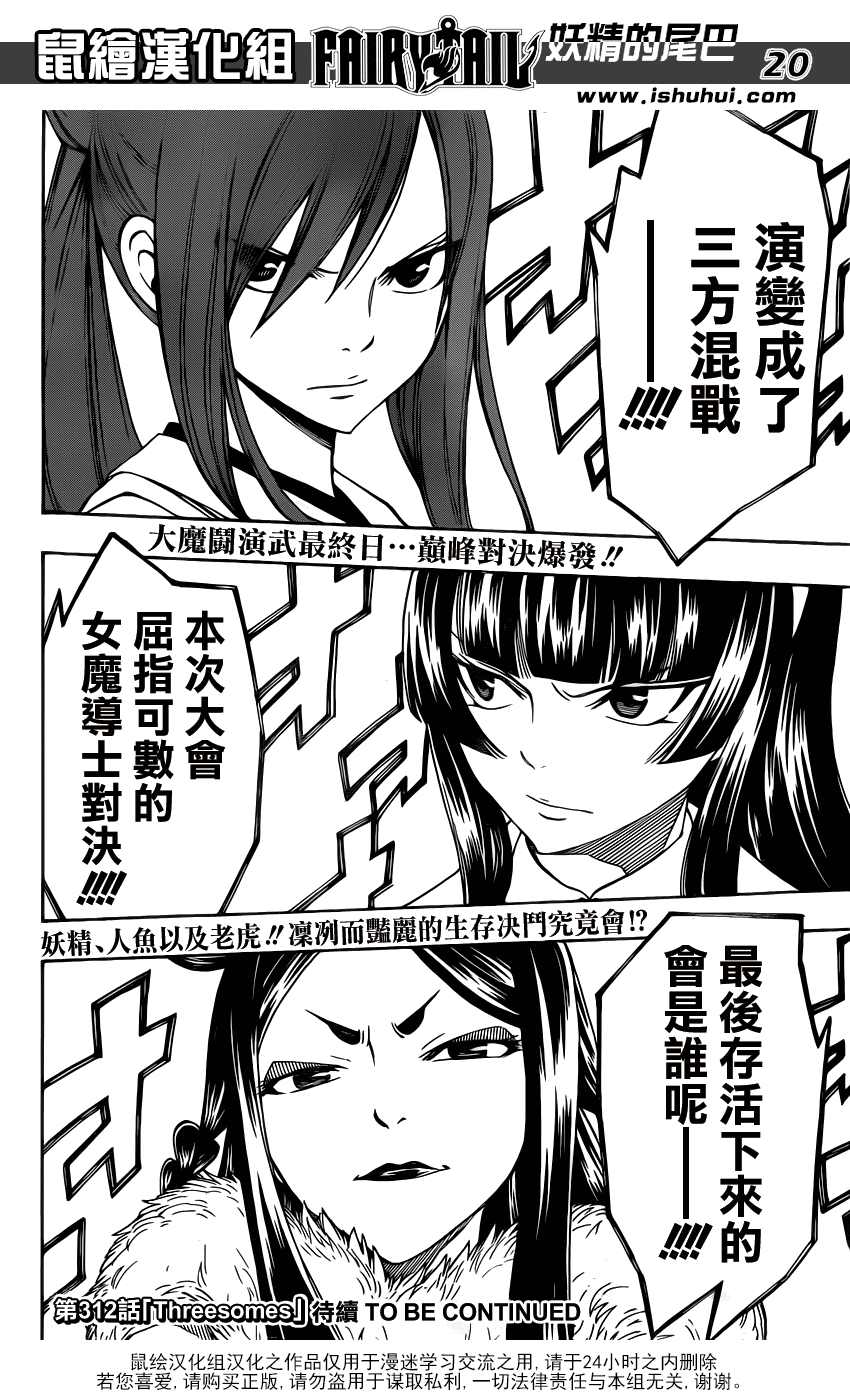 鼠繪漢化組
FAIRY TAIL
妖精的尾巴
20
www.ishuhui.com
演變成了
三方混戰
——!!!!
大魔鬪演武最終日…巔峰對決爆發!!
本次大會
屈指可數的
女魔導士對決!!!!
妖精、人魚以及老虎!!凜冽而豔麗的生存决鬥究竟會!?
最後存活下來的
會是誰呢——!!!!
第312話「Threesomes」 待續 TO BE CONTINUED
鼠绘汉化组汉化之作品仅用于漫迷学习交流之用, 请于24小时之内删除
若您喜爱, 请购买正版, 请勿盗用于谋取私利, 一切法律责任与本组无关, 谢谢.